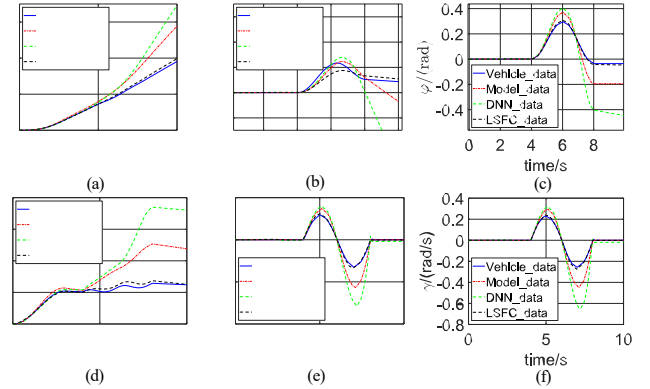 0.4
0.2
0
-0.2
-0.4
φ/(rad)
Vehicle_data
Model_data
DNN_data
LSFC_data
0 2 4 6 8
time/s
(a) (b) (c)
0.4
0.2
0
-0.2
-0.4
-0.6
-0.8
γ/(rad/s)
Vehicle_data
Model_data
DNN_data
LSFC_data
0 5 10
time/s
(d) (e) (f)